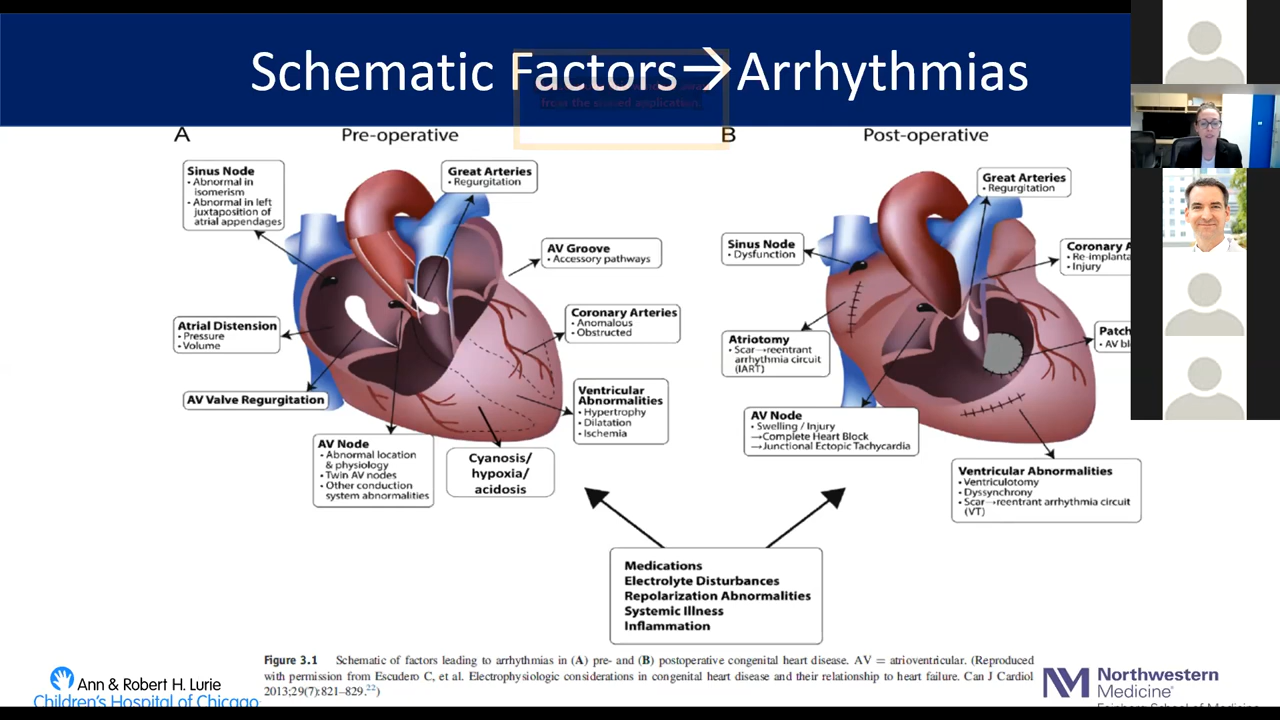 Schematic Factors→Arrhythmias
from the shared application.
A
Pre-operative
B
Post-operative
Sinus Node
• Abnormal in
isomerism
• Abnormal in left
juxtaposition of
atrial appendages
Great Arteries
• Regurgitation
AV Groove
• Accessory pathways
Coronary Arteries
• Anomalous
• Obstructed
Atrial Distension
• Pressure
• Volume
AV Valve Regurgitation
Ventricular
Abnormalities
• Hypertrophy
• Dilatation
• Ischemia
AV Node
• Abnormal location
& physiology
• Twin AV nodes
• Other conduction
system abnormalities
Cyanosis/
hypoxia/
acidosis
Great Arteries
• Regurgitation
Sinus Node
• Dysfunction
Coronary A
• Re-implanta
• Injury
Atriotomy
• Scar→reentrant
arrhythmia circuit
(IART)
Patch
• AV bl
AV Node
• Swelling / Injury
→Complete Heart Block
→Junctional Ectopic Tachycardia
Ventricular Abnormalities
• Ventriculotomy
• Dyssynchrony
• Scar→reentrant arrhythmia circuit
(VT)
Medications
Electrolyte Disturbances
Repolarization Abnormalities
Systemic Illness
Inflammation
Figure 3.1 Schematic of factors leading to arrhythmias in (A) pre- and (B) postoperative congenital heart disease. AV = atrioventricular. (Reproduced
with permission from Escudero C, et al. Electrophysiologic considerations in congenital heart disease and their relationship to heart failure. Can J Cardiol
2013;29(7):821–829.22)
Ann & Robert H. Lurie
Children's Hospital of Chicago
NM Northwestern
Medicine
Feinberg School of Medicine